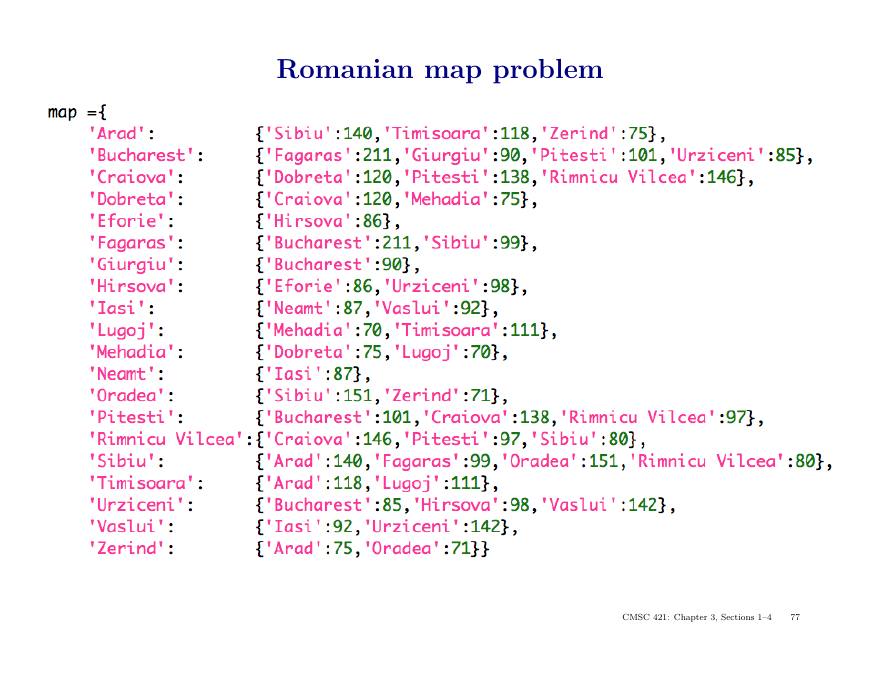 Romanian map problem
map ={
'Arad': {'Sibiu':140,'Timisoara':118,'Zerind':75},
'Bucharest': {'Fagaras':211,'Giurgiu':90,'Pitesti':101,'Urziceni':85},
'Craiova': {'Dobreta':120,'Pitesti':138,'Rimnicu Vilcea':146},
'Dobreta': {'Craiova':120,'Mehadia':75},
'Eforie': {'Hirsova':86},
'Fagaras': {'Bucharest':211,'Sibiu':99},
'Giurgiu': {'Bucharest':90},
'Hirsova': {'Eforie':86,'Urziceni':98},
'Iasi': {'Neamt':87,'Vaslui':92},
'Lugoj': {'Mehadia':70,'Timisoara':111},
'Mehadia': {'Dobreta':75,'Lugoj':70},
'Neamt': {'Iasi':87},
'Oradea': {'Sibiu':151,'Zerind':71},
'Pitesti': {'Bucharest':101,'Craiova':138,'Rimnicu Vilcea':97},
'Rimnicu Vilcea':{'Craiova':146,'Pitesti':97,'Sibiu':80},
'Sibiu': {'Arad':140,'Fagaras':99,'Oradea':151,'Rimnicu Vilcea':80},
'Timisoara': {'Arad':118,'Lugoj':111},
'Urziceni': {'Bucharest':85,'Hirsova':98,'Vaslui':142},
'Vaslui': {'Iasi':92,'Urziceni':142},
'Zerind': {'Arad':75,'Oradea':71}}
CMSC 421: Chapter 3, Sections 1–4 77